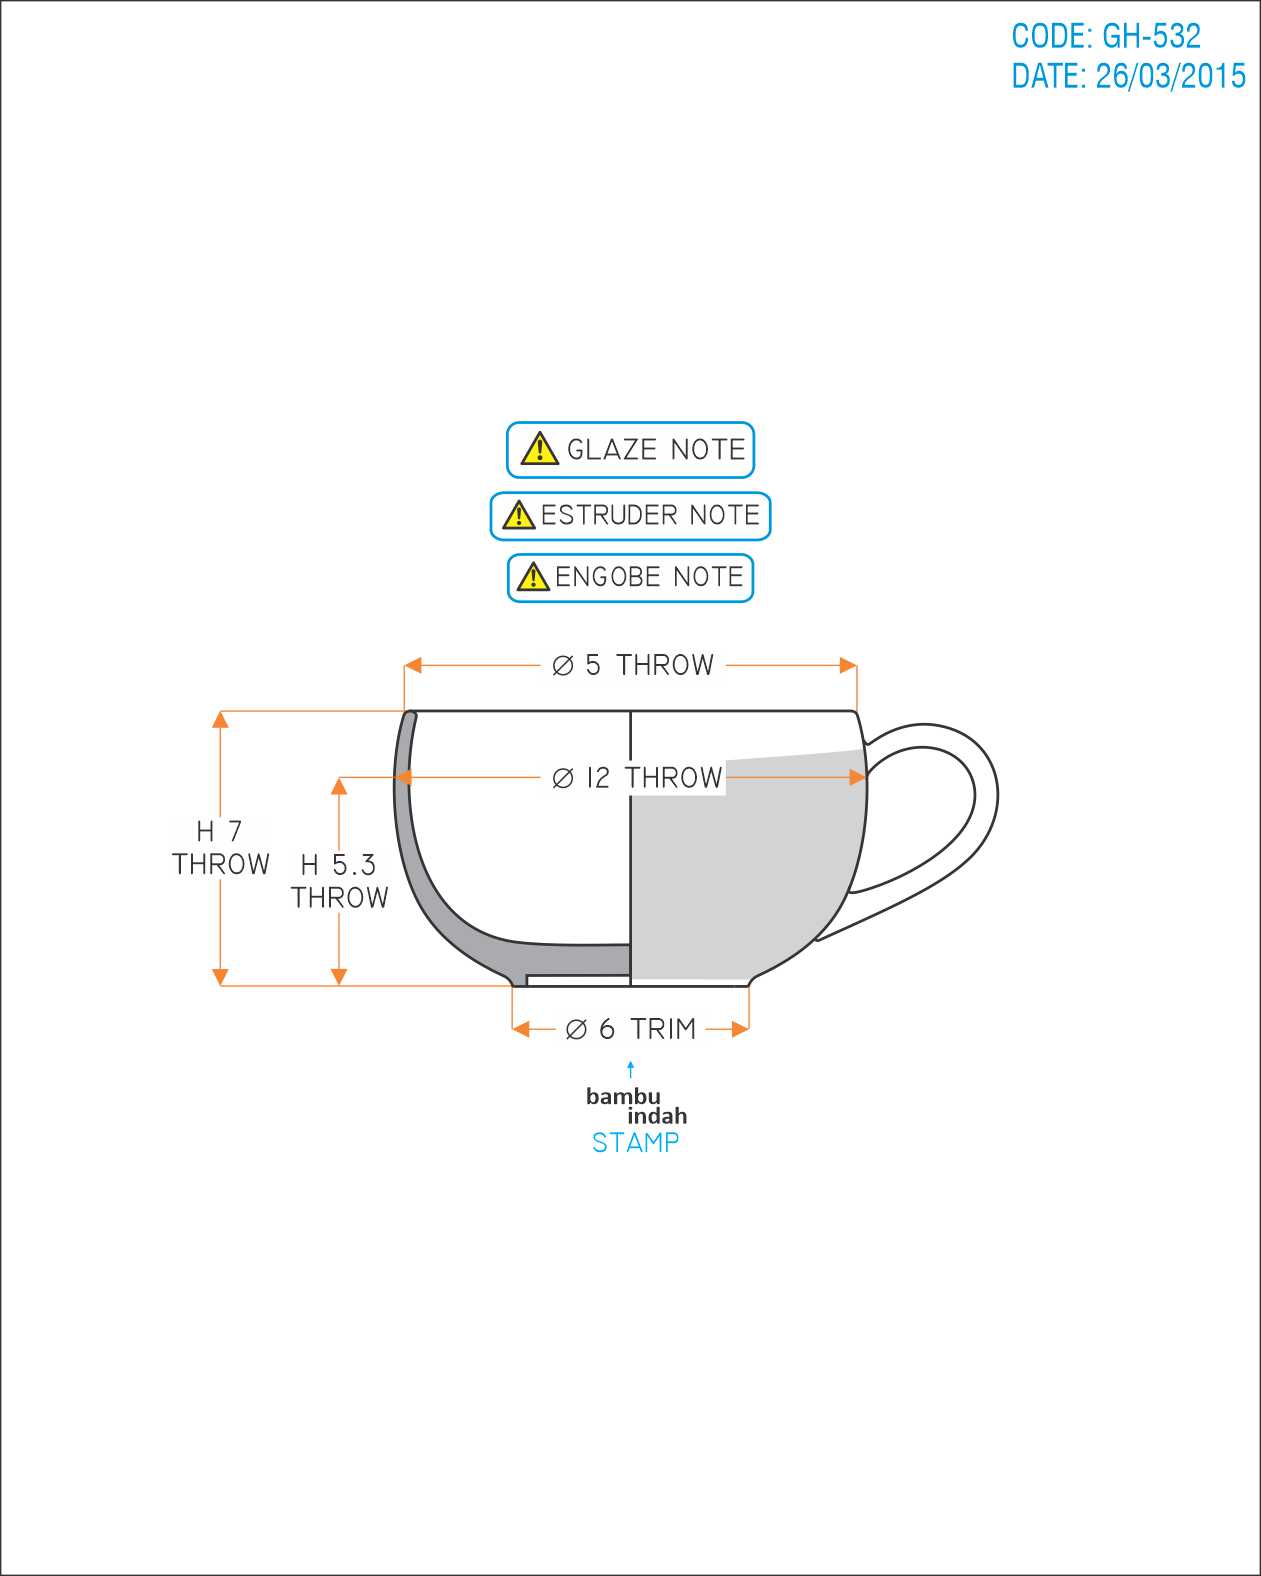 CODE: GH-532
DATE: 26/03/2015
GLAZE NOTE
ESTRUDER NOTE
ENGOBE NOTE
Ø 5 THROW
Ø 12 THROW
H 7
THROW
H 5.3
THROW
Ø 6 TRIM
bambu
indah
STAMP